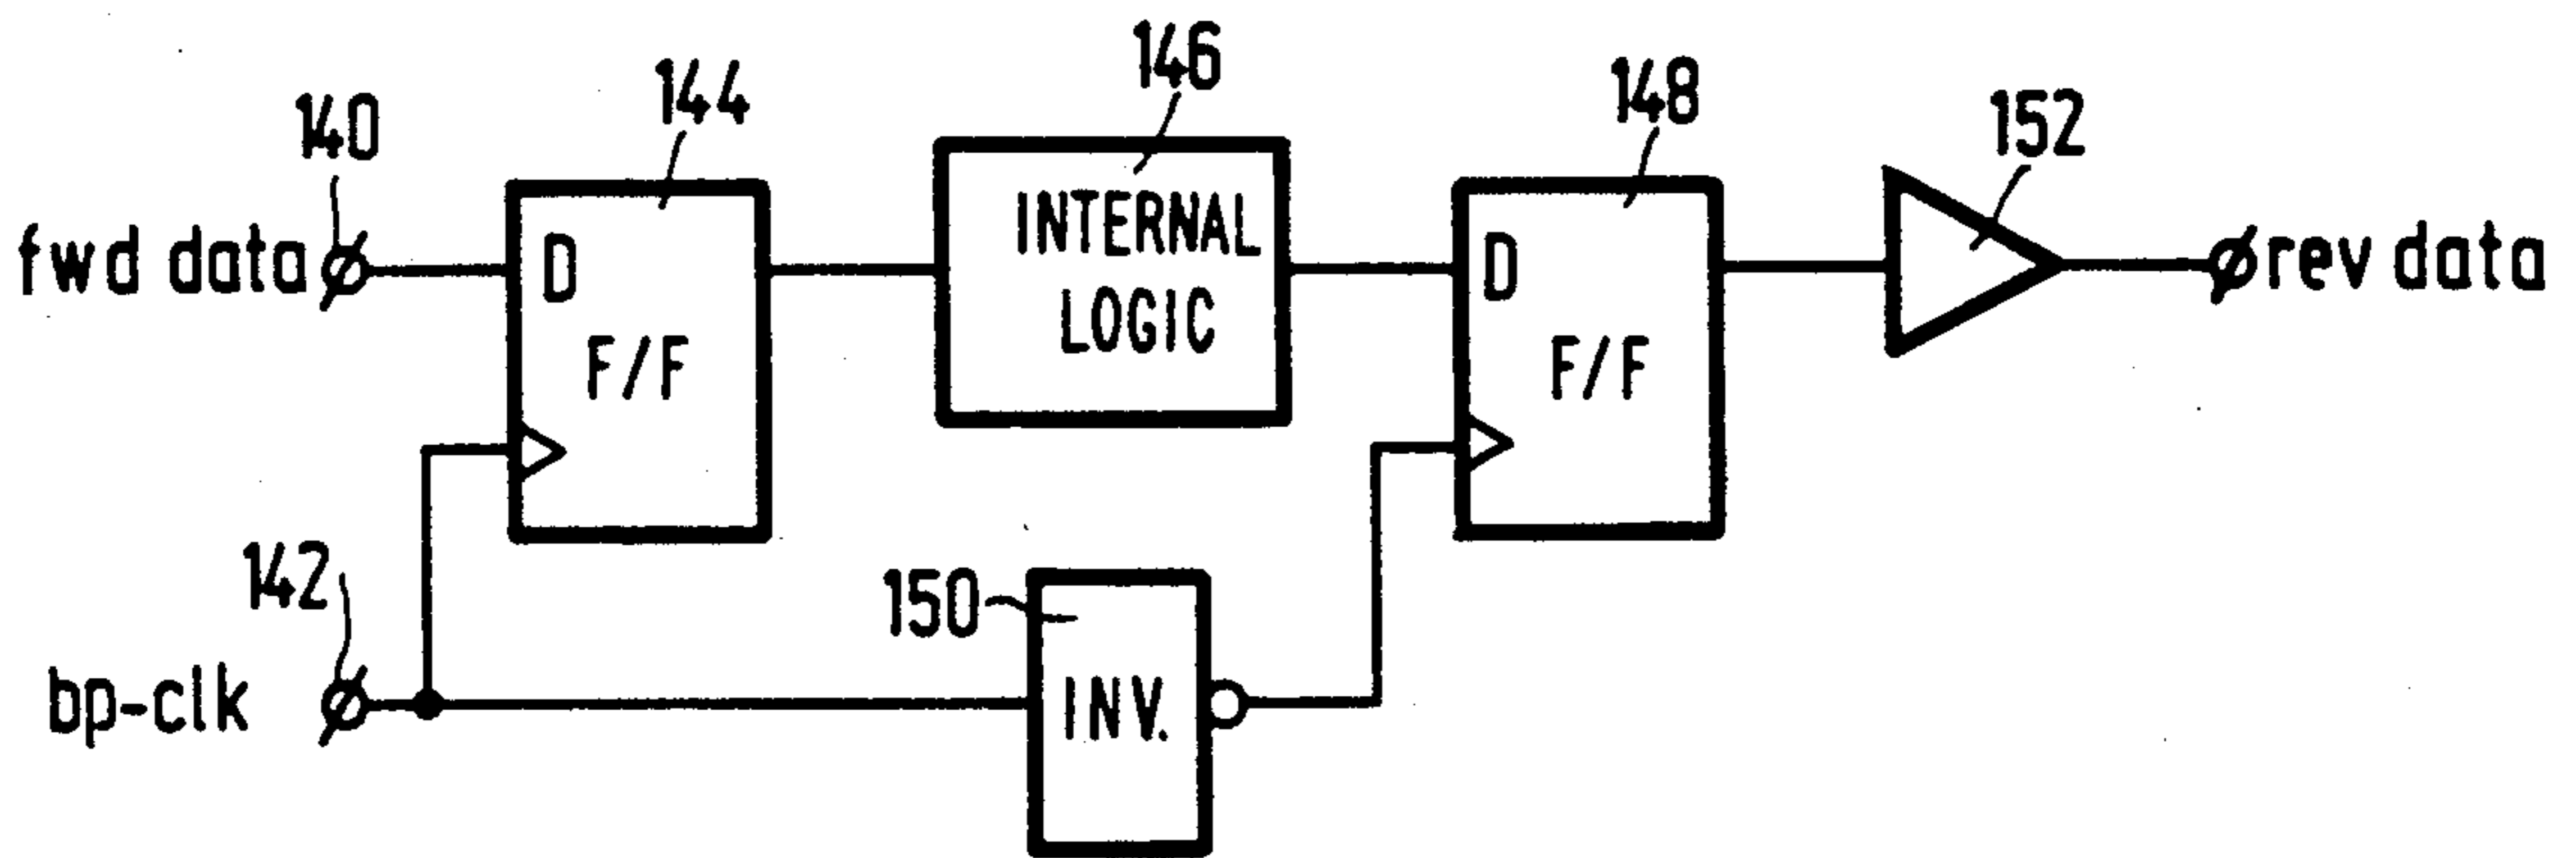 146
144
148
140
152
INTERNAL
LOGIC
fwd data
D
D
rev data
F/F
F/F
142
150
bp-clk
INV.